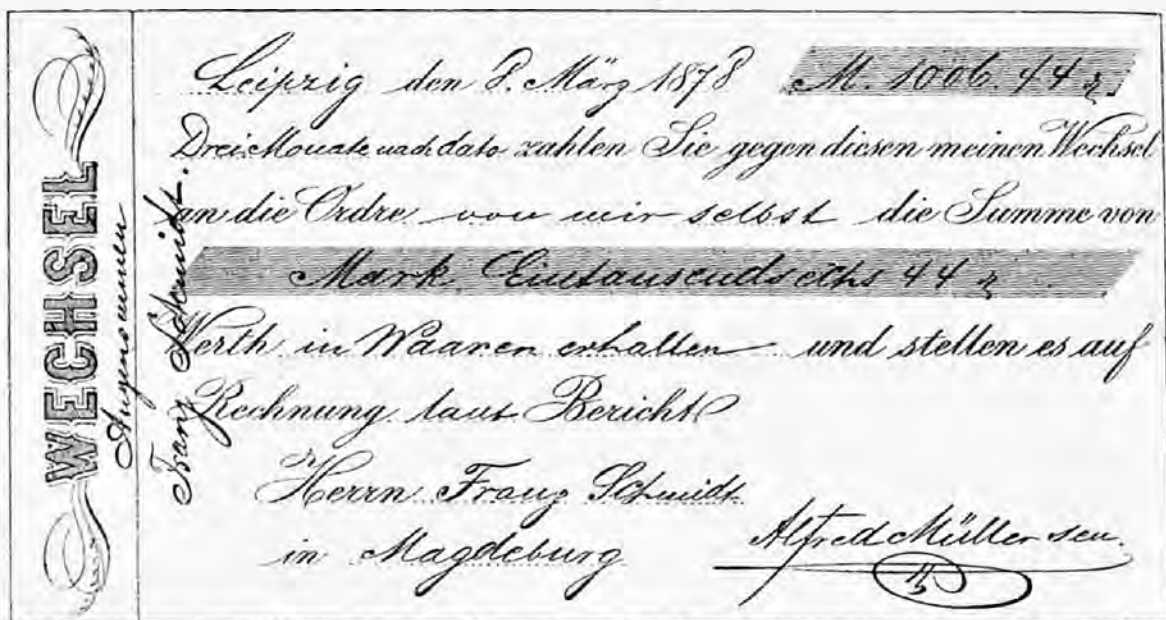 WECHSEL
Angenommen
Franz Schmidt.
Leipzig den 8. März 1878 M. 1006. 44 ₰
Drei Monate nach dato zahlen Sie gegen diesen meinen Wechsel
an die Ordre von mir selbst die Summe von
Mark Eintausendsechs 44 ₰
Werth in Waaren erhalten und stellen es auf
Rechnung laut Bericht
Herrn Franz Schmidt
in Magdeburg
Alfred Müller sen.